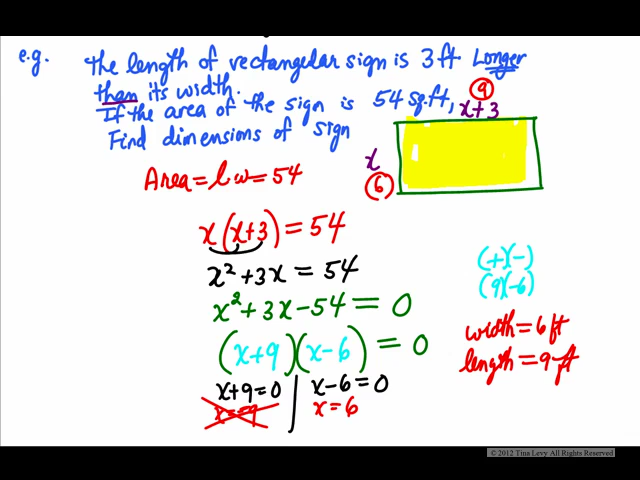 e.g. The length of rectangular sign is 3 ft Longer
than its width.
If the area of the sign is 54 sq.ft,
Find dimensions of sign
9
x+3
x
6
Area = l w = 54
x(x+3) = 54
x² + 3x = 54
x² + 3x - 54 = 0
(x+9)(x-6) = 0
x+9=0 | x-6=0
x=-9 x=6
(+)(-)
(9)(-6)
width = 6 ft
length = 9 ft
© 2012 Tina Levy All Rights Reserved